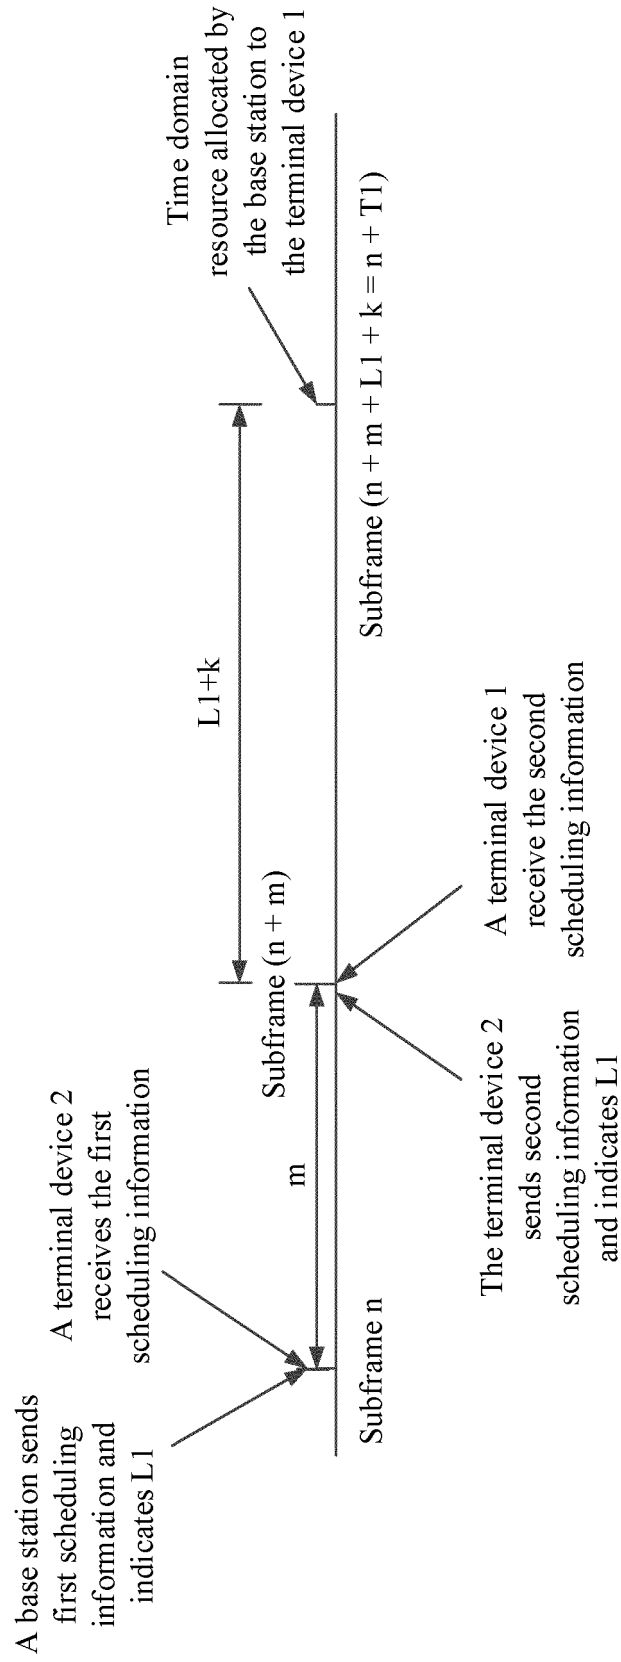 A base station sends
first scheduling
information and
indicates L1
A terminal device 2
receives the first
scheduling information
Time domain
resource allocated by
the base station to
the terminal device 1
L1+k
Subframe (n + m)
m
Subframe n
Subframe (n + m + L1 + k = n + T1)
The terminal device 2
sends second
scheduling information
and indicates L1
A terminal device 1
receive the second
scheduling information